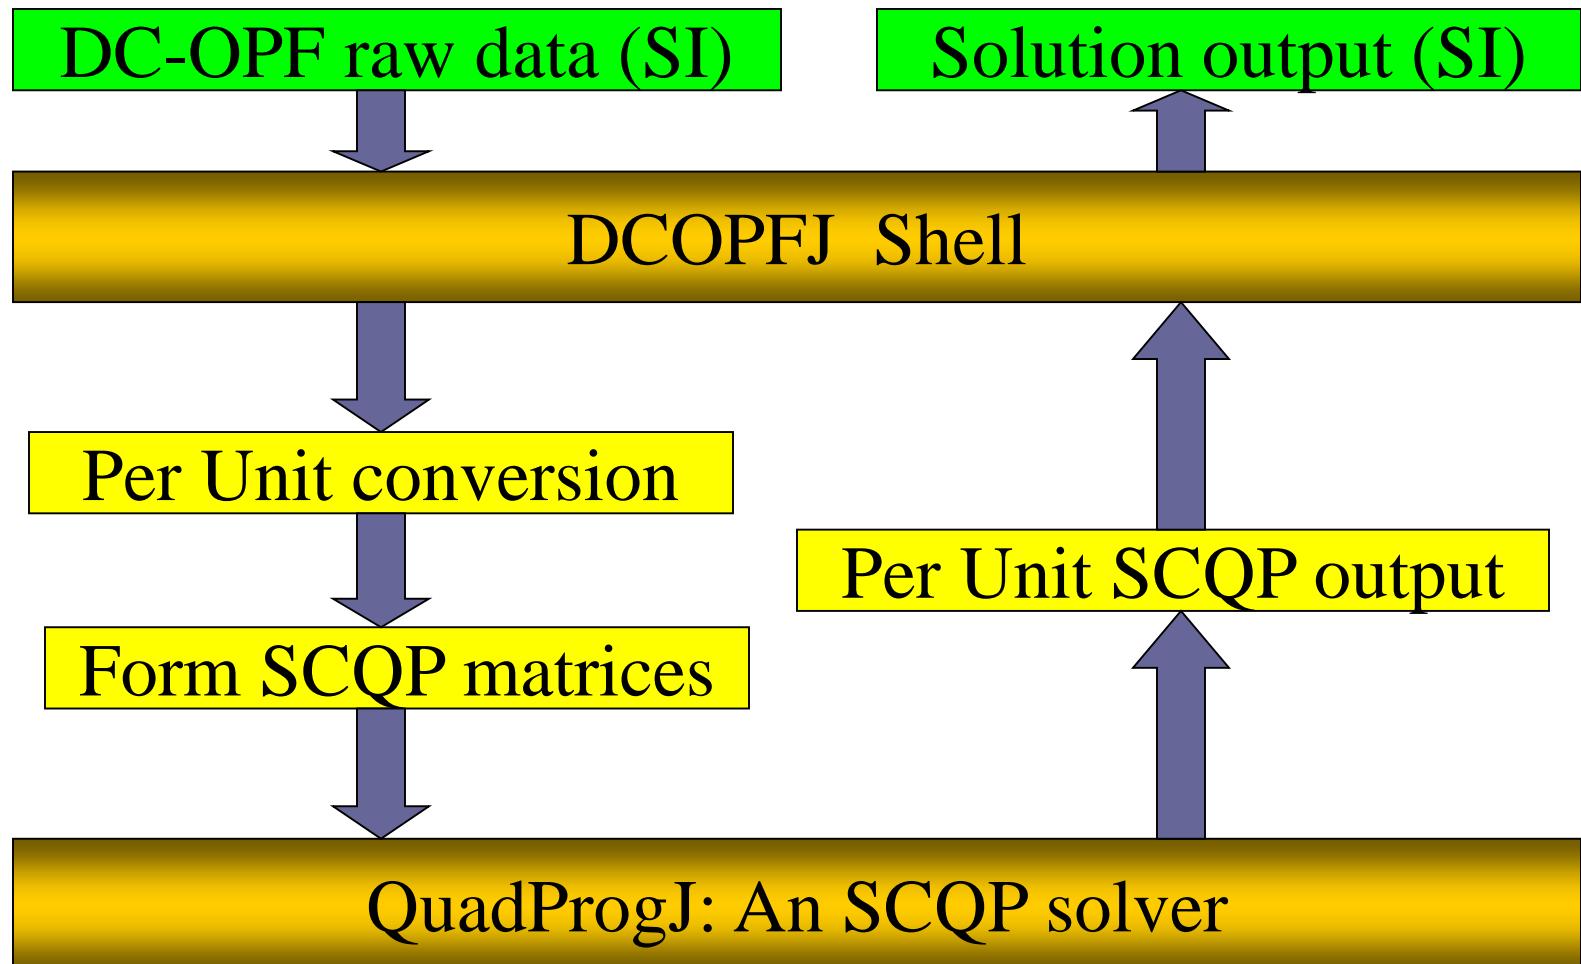 DC-OPF raw data (SI)
Solution output (SI)
DCOPFJ Shell
Per Unit conversion
Per Unit SCQP output
Form SCQP matrices
QuadProgJ: An SCQP solver